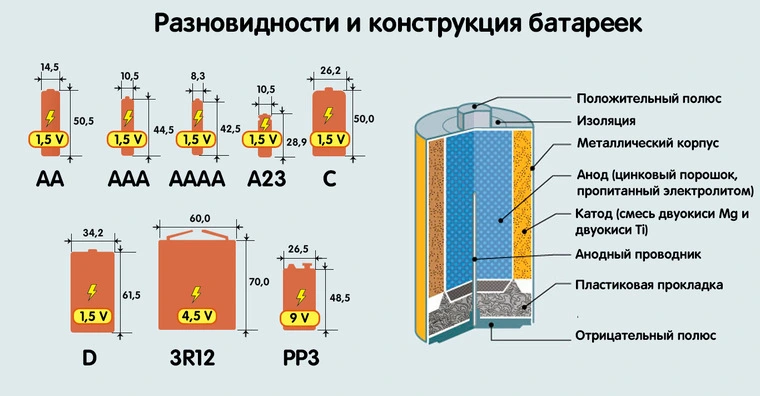 Разновидности и конструкция батареек
14,5
10,5
8,3
10,5
26,2
50,5
44,5
42,5
28,9
50,0
1,5 V
1,5 V
1,5 V
1,5 V
1,5 V
AA
AAA
AAAA
A23
C
34,2
60,0
26,5
61,5
70,0
48,5
1,5 V
4,5 V
9 V
D
3R12
PP3
Положительный полюс
Изоляция
Металлический корпус
Анод (цинковый порошок,
пропитанный электролитом)
Катод (смесь двуокиси Mg и
двуокиси Ti)
Анодный проводник
Пластиковая прокладка
Отрицательный полюс